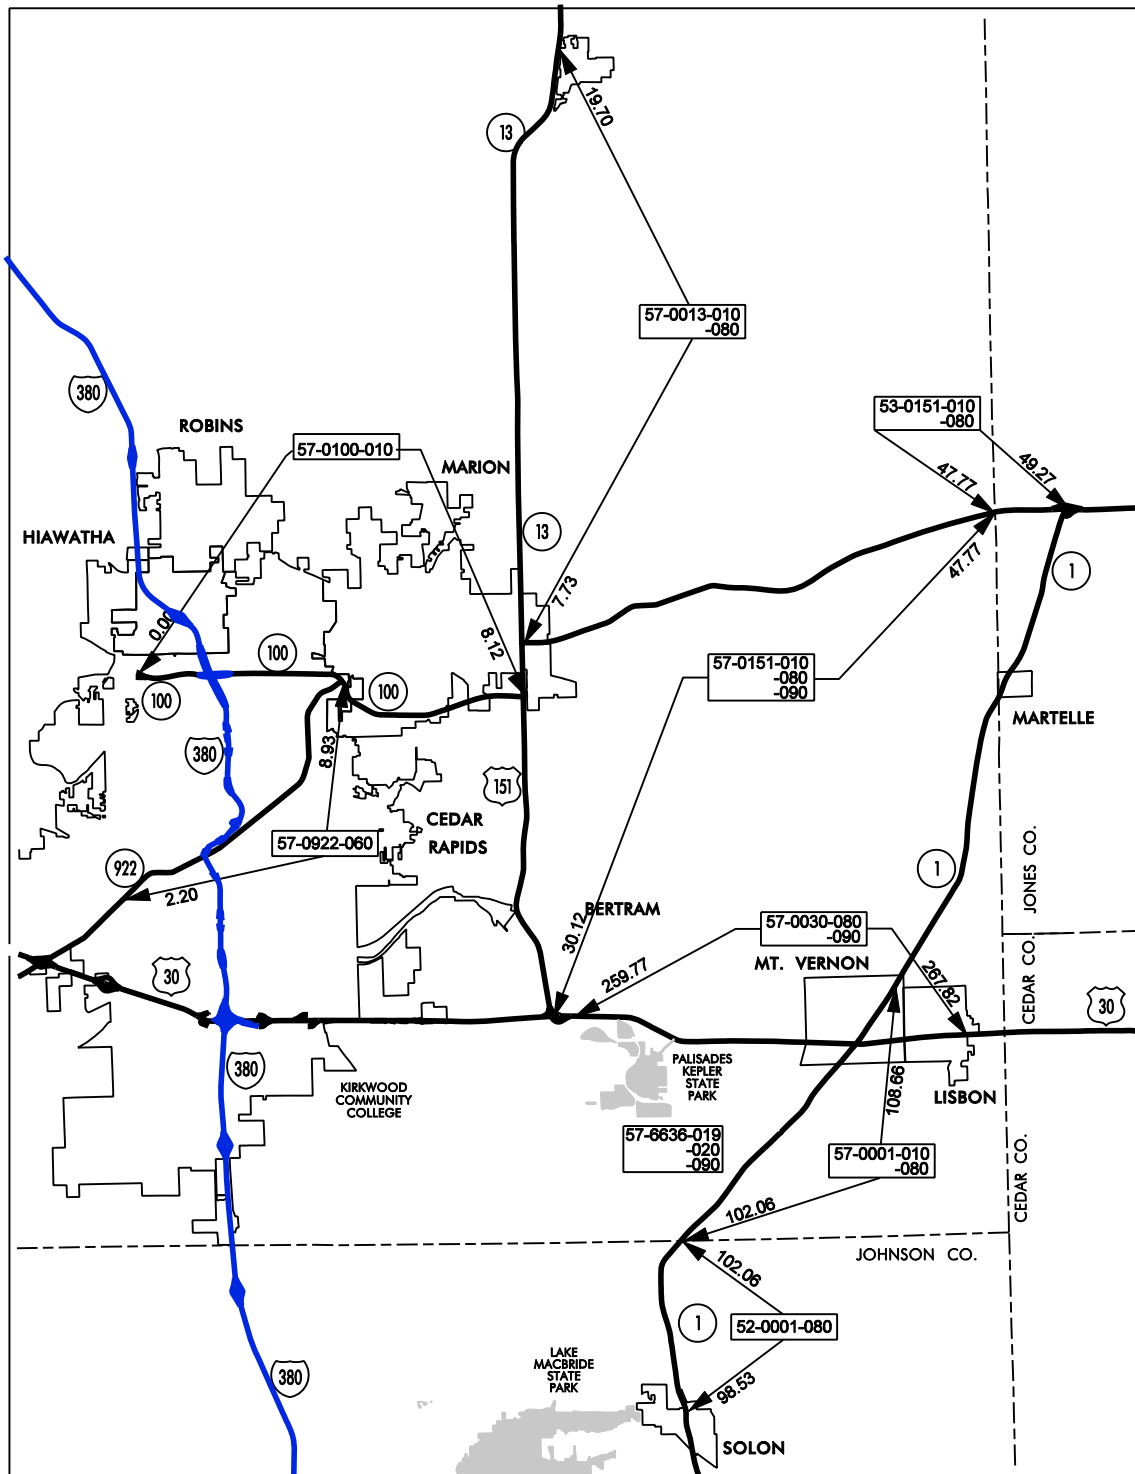 19.70
13
57-0013-010
-080
380
53-0151-010
-080
ROBINS
57-0100-010
MARION
47.77
49.27
HIAWATHA
13
47.77
1
7.73
0.00
8.12
100
57-0151-010
-080
-090
100
100
MARTELLE
8.93
380
151
CEDAR
RAPIDS
57-0922-060
922
1
2.20
JONES CO.
CEDAR CO.
BERTRAM
30.12
57-0030-080
-090
259.77
MT. VERNON
267.82
30
30
380
PALISADES
KEPLER
STATE
PARK
KIRKWOOD
COMMUNITY
COLLEGE
108.66
LISBON
57-6636-019
-020
-090
57-0001-010
-080
CEDAR CO.
102.06
JOHNSON CO.
102.06
1
52-0001-080
LAKE
MACBRIDE
STATE
PARK
380
98.53
SOLON